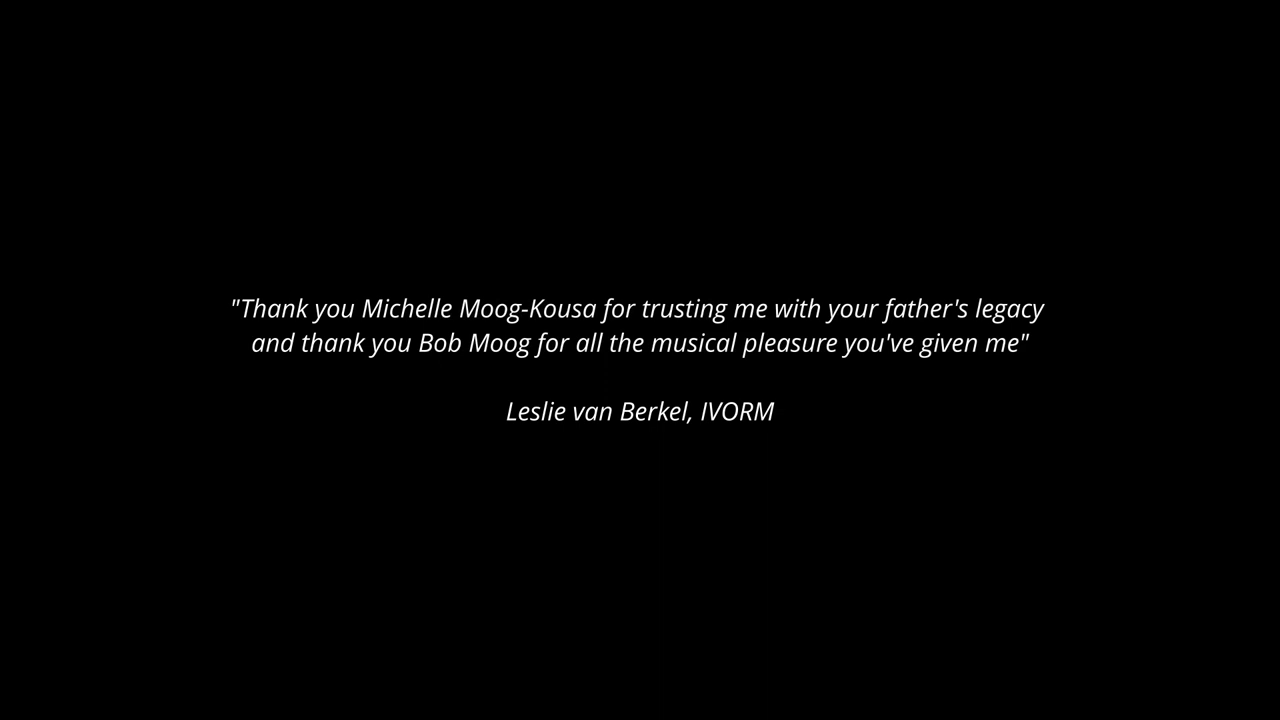 "Thank you Michelle Moog-Kousa for trusting me with your father's legacy
and thank you Bob Moog for all the musical pleasure you've given me"
Leslie van Berkel, IVORM